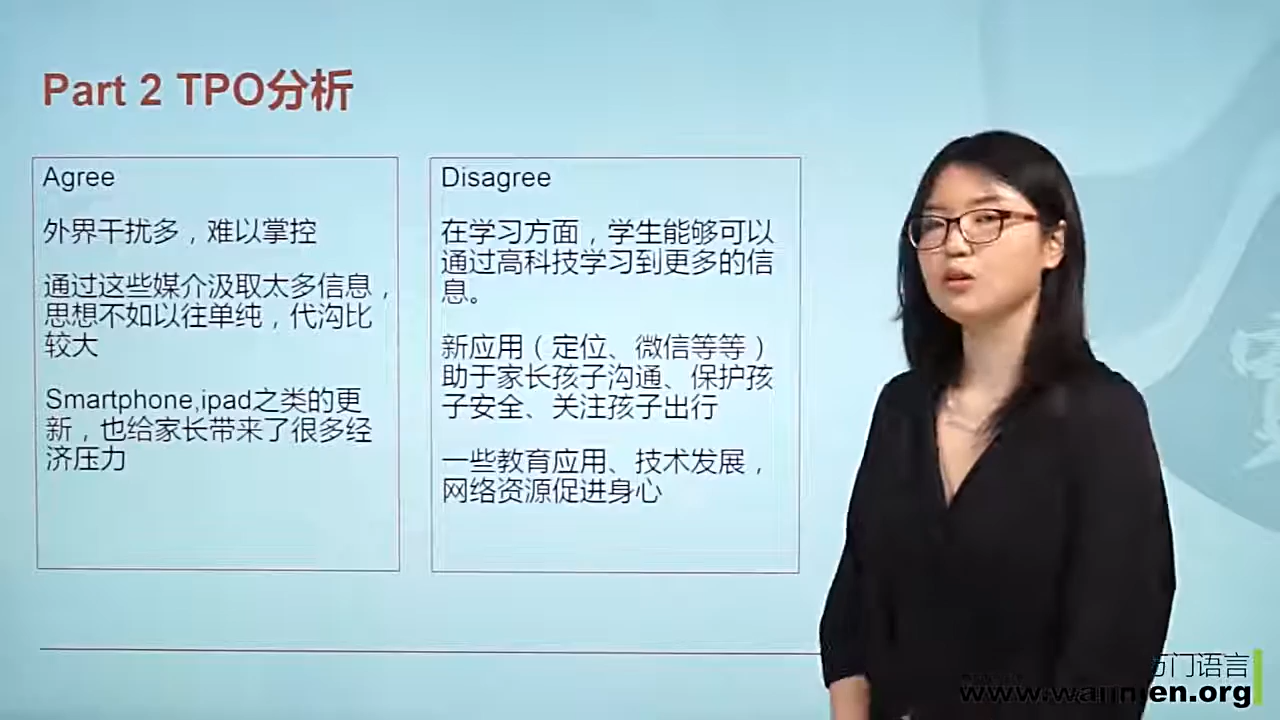 Part 2 TPO分析
Agree
外界干扰多，难以掌控
通过这些媒介汲取太多信息，
思想不如以往单纯，代沟比
较大
Smartphone,ipad之类的更
新，也给家长带来了很多经
济压力
Disagree
在学习方面，学生能够可以
通过高科技学习到更多的信
息。
新应用（定位、微信等等）
助于家长孩子沟通、保护孩
子安全、关注孩子出行
一些教育应用、技术发展，
网络资源促进身心
门语言
www.wanmen.org